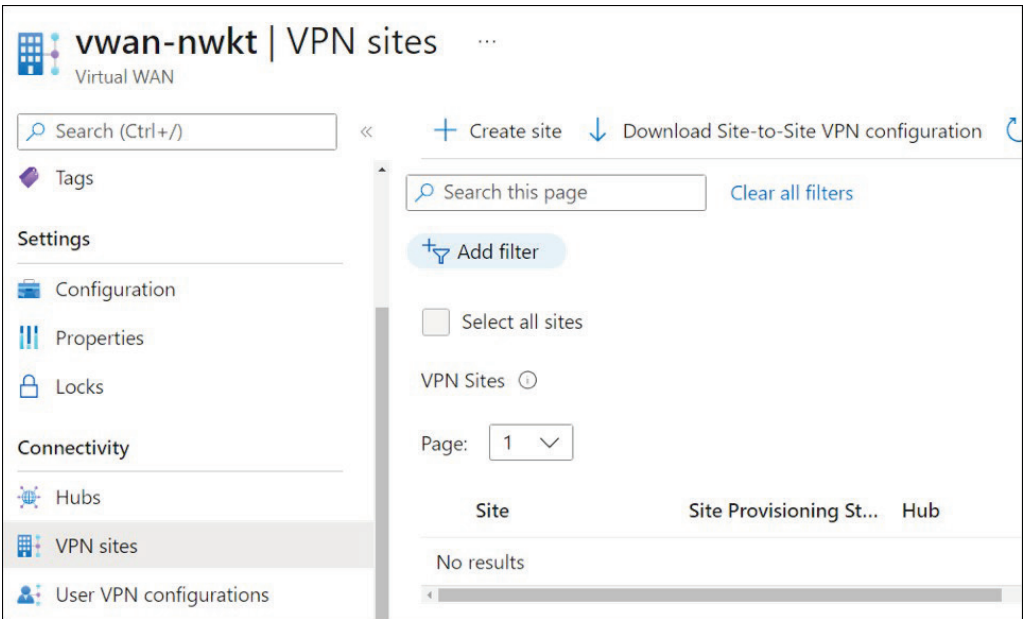 vwan-nwkt | VPN sites ...
Virtual WAN
Search (Ctrl+/)
«
Tags
Settings
Configuration
Properties
Locks
Connectivity
Hubs
VPN sites
User VPN configurations
+ Create site ↓ Download Site-to-Site VPN configuration
Search this page Clear all filters
Add filter
Select all sites
VPN Sites
Page: 1
Site Site Provisioning St... Hub
No results